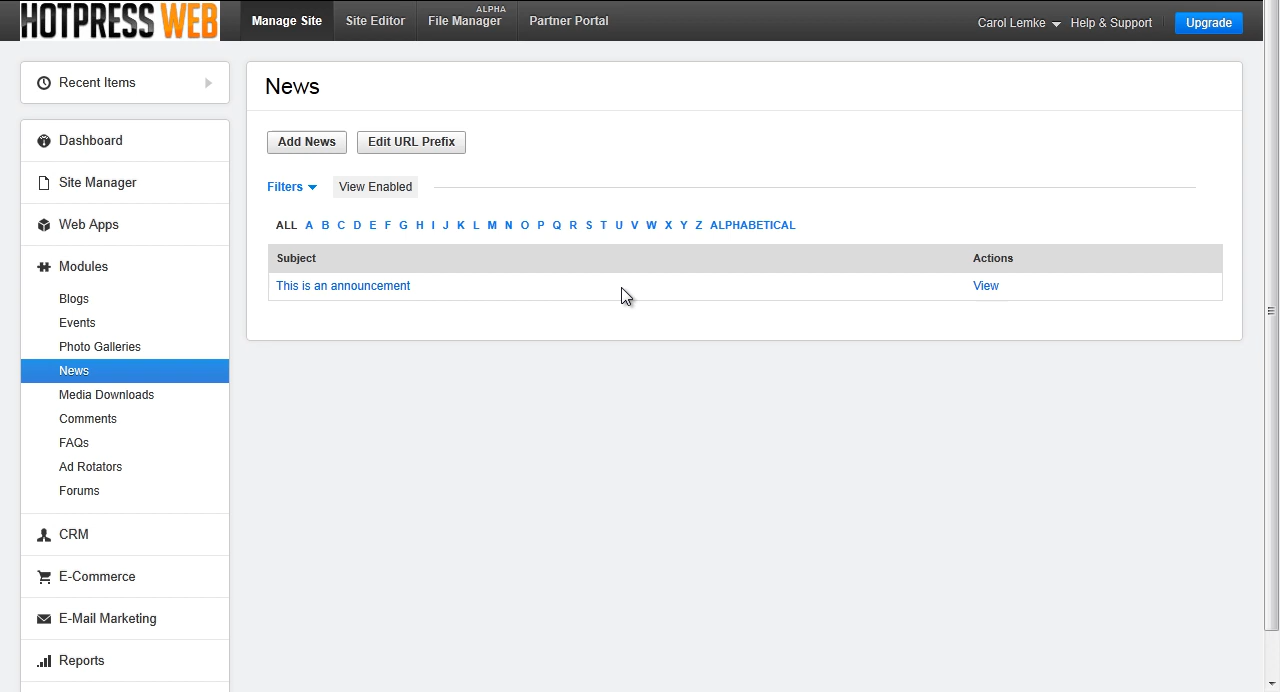 HOTPRESS WEB
Manage Site
Site Editor
ALPHA
File Manager
Partner Portal
Carol Lemke
Help & Support
Upgrade
Recent Items
Dashboard
Site Manager
Web Apps
Modules
Blogs
Events
Photo Galleries
News
Media Downloads
Comments
FAQs
Ad Rotators
Forums
CRM
E-Commerce
E-Mail Marketing
Reports
News
Add News
Edit URL Prefix
Filters
View Enabled
ALL A B C D E F G H I J K L M N O P Q R S T U V W X Y Z ALPHABETICAL
Subject Actions
This is an announcement View